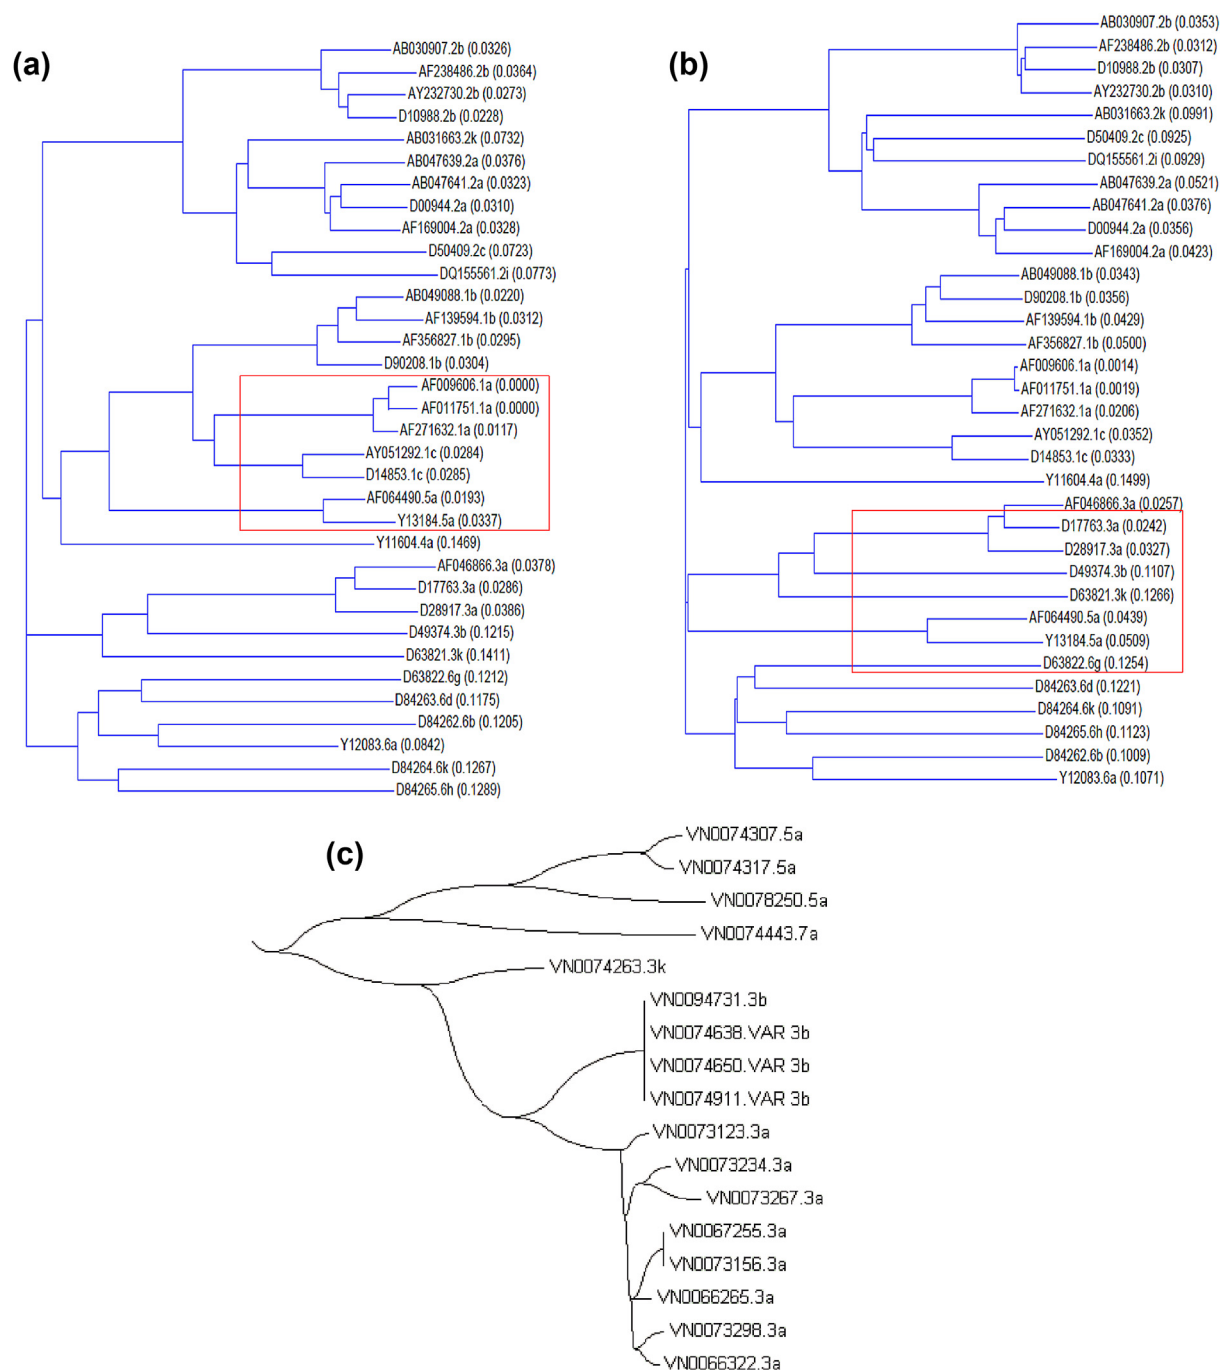 (a)
AB030907.2b (0.0326)
AF238486.2b (0.0364)
AY232730.2b (0.0273)
D10988.2b (0.0228)
AB031663.2k (0.0732)
AB047639.2a (0.0376)
AB047641.2a (0.0323)
D00944.2a (0.0310)
AF169004.2a (0.0328)
D50409.2c (0.0723)
DQ155561.2i (0.0773)
AB049088.1b (0.0220)
AF139594.1b (0.0312)
AF356827.1b (0.0295)
D90208.1b (0.0304)
AF009606.1a (0.0000)
AF011751.1a (0.0000)
AF271632.1a (0.0117)
AY051292.1c (0.0284)
D14853.1c (0.0285)
AF064490.5a (0.0193)
Y13184.5a (0.0337)
Y11604.4a (0.1469)
AF046866.3a (0.0378)
D17763.3a (0.0286)
D28917.3a (0.0386)
D49374.3b (0.1215)
D63821.3k (0.1411)
D63822.6g (0.1212)
D84263.6d (0.1175)
D84262.6b (0.1205)
Y12083.6a (0.0842)
D84264.6k (0.1267)
D84265.6h (0.1289)
(b)
AB030907.2b (0.0353)
AF238486.2b (0.0312)
D10988.2b (0.0307)
AY232730.2b (0.0310)
AB031663.2k (0.0991)
D50409.2c (0.0925)
DQ155561.2i (0.0929)
AB047639.2a (0.0521)
AB047641.2a (0.0376)
D00944.2a (0.0356)
AF169004.2a (0.0423)
AB049088.1b (0.0343)
D90208.1b (0.0356)
AF139594.1b (0.0429)
AF356827.1b (0.0500)
AF009606.1a (0.0014)
AF011751.1a (0.0019)
AF271632.1a (0.0206)
AY051292.1c (0.0352)
D14853.1c (0.0333)
Y11604.4a (0.1499)
AF046866.3a (0.0257)
D17763.3a (0.0242)
D28917.3a (0.0327)
D49374.3b (0.1107)
D63821.3k (0.1266)
AF064490.5a (0.0439)
Y13184.5a (0.0509)
D63822.6g (0.1254)
D84263.6d (0.1221)
D84264.6k (0.1091)
D84265.6h (0.1123)
D84262.6b (0.1009)
Y12083.6a (0.1071)
(c)
VN0074307.5a
VN0074317.5a
VN0078250.5a
VN0074443.7a
VN0074263.3k
VN0094731.3b
VN0074638.VAR 3b
VN0074650.VAR 3b
VN0074911.VAR 3b
VN0073123.3a
VN0073234.3a
VN0073267.3a
VN0067255.3a
VN0073156.3a
VN0066265.3a
VN0073298.3a
VN0066322.3a